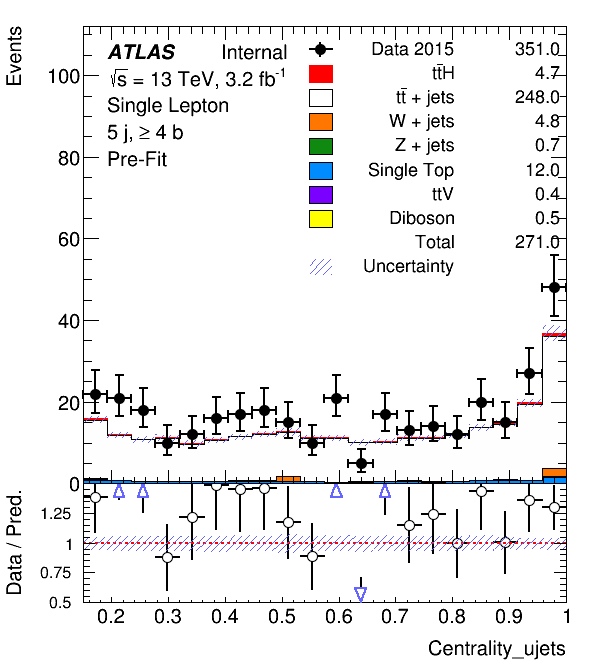 Events
ATLAS Internal
√s = 13 TeV, 3.2 fb⁻¹
Single Lepton
5 j, ≥ 4 b
Pre-Fit
Data 2015 351.0
tt̄H 4.7
tt̄ + jets 248.0
W + jets 4.8
Z + jets 0.7
Single Top 12.0
ttV 0.4
Diboson 0.5
Total 271.0
Uncertainty
100
80
60
40
20
0
Data / Pred.
1.25
1
0.75
0.5
0.2 0.3 0.4 0.5 0.6 0.7 0.8 0.9 1
Centrality_ujets